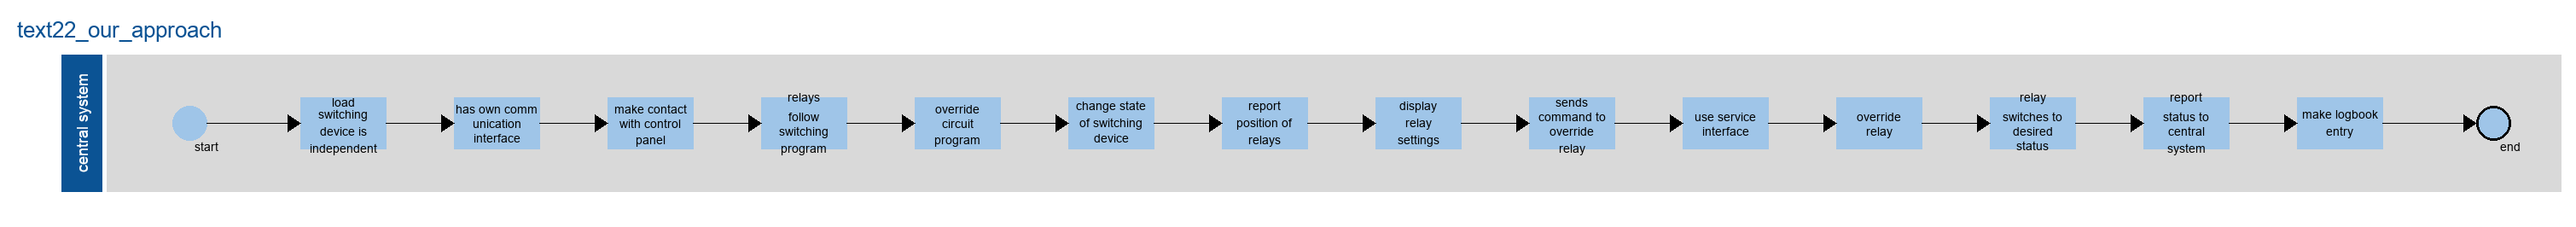 text22_our_approach
central system
start
load
switching
device is
independent
has own comm
unication
interface
make contact
with control
panel
relays
follow
switching
program
override
circuit
program
change state
of switching
device
report
position of
relays
display
relay
settings
sends
command to
override
relay
use service
interface
override
relay
relay
switches to
desired
status
report
status to
central
system
make logbook
entry
end